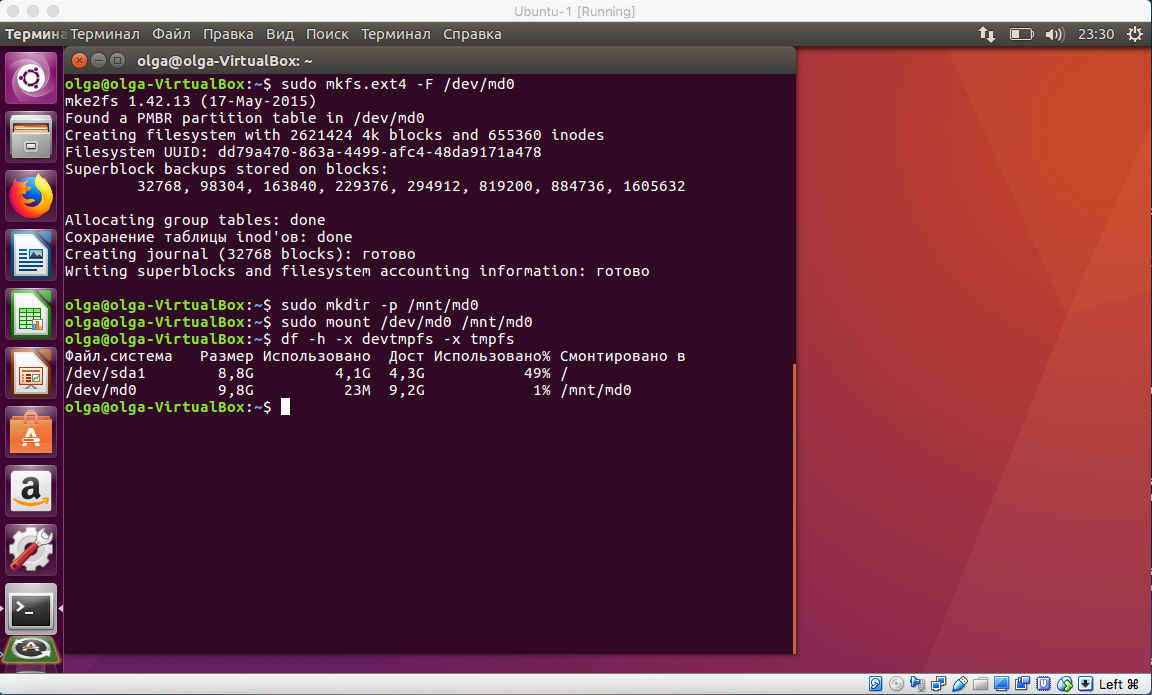 Ubuntu-1 [Running]
Термина Терминал Файл Правка Вид Поиск Терминал Справка 23:30
olga@olga-VirtualBox: ~
olga@olga-VirtualBox:~$ sudo mkfs.ext4 -F /dev/md0
mke2fs 1.42.13 (17-May-2015)
Found a PMBR partition table in /dev/md0
Creating filesystem with 2621424 4k blocks and 655360 inodes
Filesystem UUID: dd79a470-863a-4499-afc4-48da9171a478
Superblock backups stored on blocks:
32768, 98304, 163840, 229376, 294912, 819200, 884736, 1605632
Allocating group tables: done
Сохранение таблицы inod'ов: done
Creating journal (32768 blocks): готово
Writing superblocks and filesystem accounting information: готово
olga@olga-VirtualBox:~$ sudo mkdir -p /mnt/md0
olga@olga-VirtualBox:~$ sudo mount /dev/md0 /mnt/md0
olga@olga-VirtualBox:~$ df -h -x devtmpfs -x tmpfs
Файл.система Размер Использовано Дост Использовано% Cмонтировано в
/dev/sda1 8,8G 4,1G 4,3G 49% /
/dev/md0 9,8G 23M 9,2G 1% /mnt/md0
olga@olga-VirtualBox:~$
Left ⌘